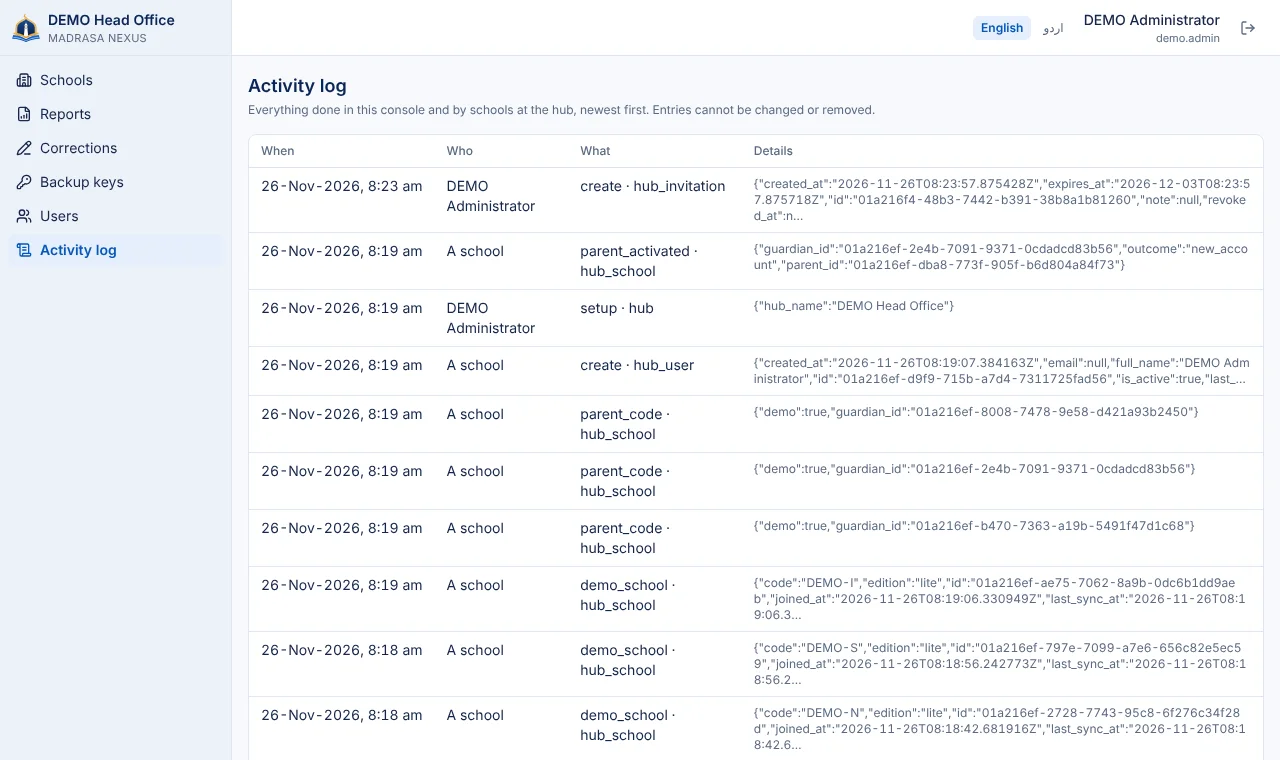 DEMO Head Office
MADRASA NEXUS
English
اردو
DEMO Administrator
demo.admin
Schools
Reports
Corrections
Backup keys
Users
Activity log
Activity log
Everything done in this console and by schools at the hub, newest first. Entries cannot be changed or removed.
When Who What Details
26-Nov-2026, 8:23 am DEMO Administrator create · hub_invitation {"created_at":"2026-11-26T08:23:57.875428Z","expires_at":"2026-12-03T08:23:5
7.875718Z","id":"01a216f4-48b3-7442-b391-38b8a1b81260","note":null,"revoke
d_at":n...
26-Nov-2026, 8:19 am A school parent_activated · hub_school {"guardian_id":"01a216ef-2e4b-7091-9371-0cdadcd83b56","outcome":"new_acco
unt","parent_id":"01a216ef-dba8-773f-905f-b6d804a84f73"}
26-Nov-2026, 8:19 am DEMO Administrator setup · hub {"hub_name":"DEMO Head Office"}
26-Nov-2026, 8:19 am A school create · hub_user {"created_at":"2026-11-26T08:19:07.384163Z","email":null,"full_name":"DEMO Adm
inistrator","id":"01a216ef-d9f9-715b-a7d4-7311725fad56","is_active":true,"last_...
26-Nov-2026, 8:19 am A school parent_code · hub_school {"demo":true,"guardian_id":"01a216ef-8008-7478-9e58-d421a93b2450"}
26-Nov-2026, 8:19 am A school parent_code · hub_school {"demo":true,"guardian_id":"01a216ef-2e4b-7091-9371-0cdadcd83b56"}
26-Nov-2026, 8:19 am A school parent_code · hub_school {"demo":true,"guardian_id":"01a216ef-b470-7363-a19b-5491f47d1c68"}
26-Nov-2026, 8:19 am A school demo_school · hub_school {"code":"DEMO-I","edition":"lite","id":"01a216ef-ae75-7062-8a9b-0dc6b1dd9ae
b","joined_at":"2026-11-26T08:19:06.330949Z","last_sync_at":"2026-11-26T08:1
9:06.3...
26-Nov-2026, 8:18 am A school demo_school · hub_school {"code":"DEMO-S","edition":"lite","id":"01a216ef-797e-7099-a7e6-656c82e5ec5
9","joined_at":"2026-11-26T08:18:56.242773Z","last_sync_at":"2026-11-26T08:1
8:56.2...
26-Nov-2026, 8:18 am A school demo_school · hub_school {"code":"DEMO-N","edition":"lite","id":"01a216ef-2728-7743-95c8-6f276c34f28
d","joined_at":"2026-11-26T08:18:42.681916Z","last_sync_at":"2026-11-26T08:1
8:42.6...